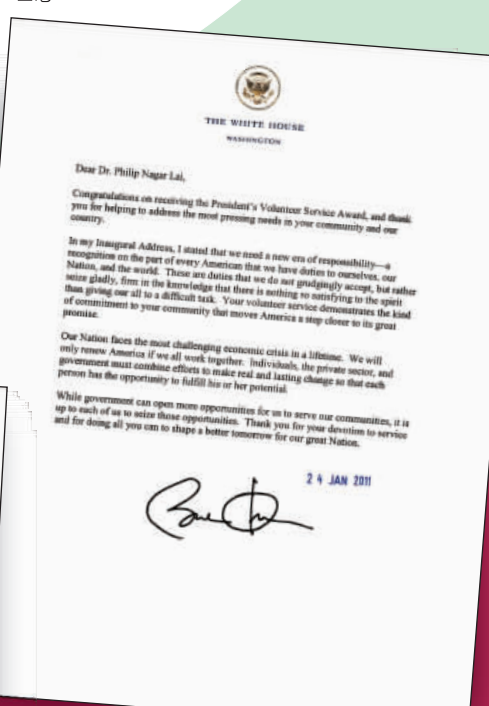 THE WHITE HOUSE
WASHINGTON
Dear Dr. Philip Nagar Lal,
Congratulations on receiving the President's Volunteer Service Award, and thank
you for helping to address the most pressing needs in your community and our
country.
In my Inaugural Address, I stated that we need a new era of responsibility—a
recognition on the part of every American that we have duties to ourselves, our
Nation, and the world. These are duties that we do not grudgingly accept, but rather
seize gladly, firm in the knowledge that there is nothing so satisfying to the spirit
than giving our all to a difficult task. Your volunteer service demonstrates the kind
of commitment to your community that moves America a step closer to its great
promise.
Our Nation faces the most challenging economic crisis in a lifetime. We will
only renew America if we all work together. Individuals, the private sector, and
government must combine efforts to make real and lasting change so that each
person has the opportunity to fulfill his or her potential.
While government can open more opportunities for us to serve our communities, it is
up to each of us to seize those opportunities. Thank you for your devotion to service
and for doing all you can to shape a better tomorrow for our great Nation.
24 JAN 2011